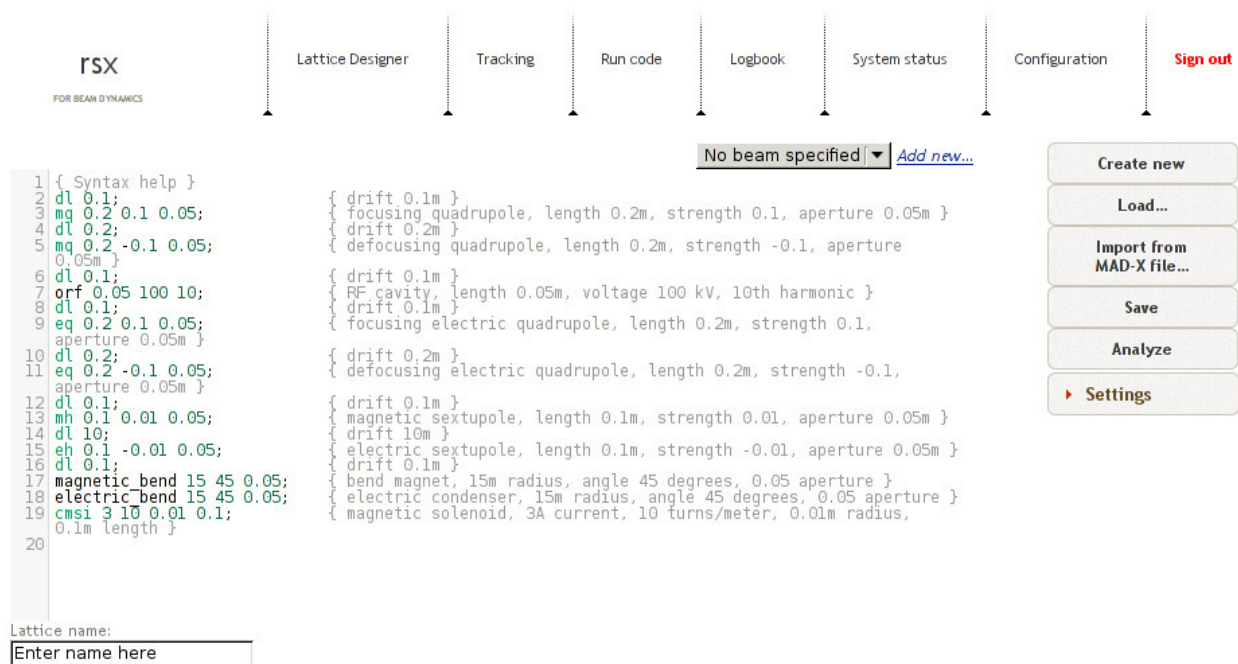 rsx
FOR BEAM DYNAMICS
Lattice Designer
Tracking
Run code
Logbook
System status
Configuration
Sign out
No beam specified
Add new...
1 { Syntax help }
2 dl 0.1; { drift 0.1m }
3 mq 0.2 0.1 0.05; { focusing quadrupole, length 0.2m, strength 0.1, aperture 0.05m }
4 dl 0.2; { drift 0.2m }
5 mq 0.2 -0.1 0.05; { defocusing quadrupole, length 0.2m, strength -0.1, aperture
0.05m }
6 dl 0.1; { drift 0.1m }
7 orf 0.05 100 10; { RF cavity, length 0.05m, voltage 100 kV, 10th harmonic }
8 dl 0.1; { drift 0.1m }
9 eq 0.2 0.1 0.05; { focusing electric quadrupole, length 0.2m, strength 0.1,
aperture 0.05m }
10 dl 0.2; { drift 0.2m }
11 eq 0.2 -0.1 0.05; { defocusing electric quadrupole, length 0.2m, strength -0.1,
aperture 0.05m }
12 dl 0.1; { drift 0.1m }
13 mh 0.1 0.01 0.05; { magnetic sextupole, length 0.1m, strength 0.01, aperture 0.05m }
14 dl 10; { drift 10m }
15 eh 0.1 -0.01 0.05; { electric sextupole, length 0.1m, strength -0.01, aperture 0.05m }
16 dl 0.1; { drift 0.1m }
17 magnetic_bend 15 45 0.05; { bend magnet, 15m radius, angle 45 degrees, 0.05 aperture }
18 electric_bend 15 45 0.05; { electric condenser, 15m radius, angle 45 degrees, 0.05 aperture }
19 cmsi 3 10 0.01 0.1; { magnetic solenoid, 3A current, 10 turns/meter, 0.01m radius,
0.1m length }
20
Create new
Load...
Import from
MAD-X file...
Save
Analyze
Settings
Lattice name:
Enter name here